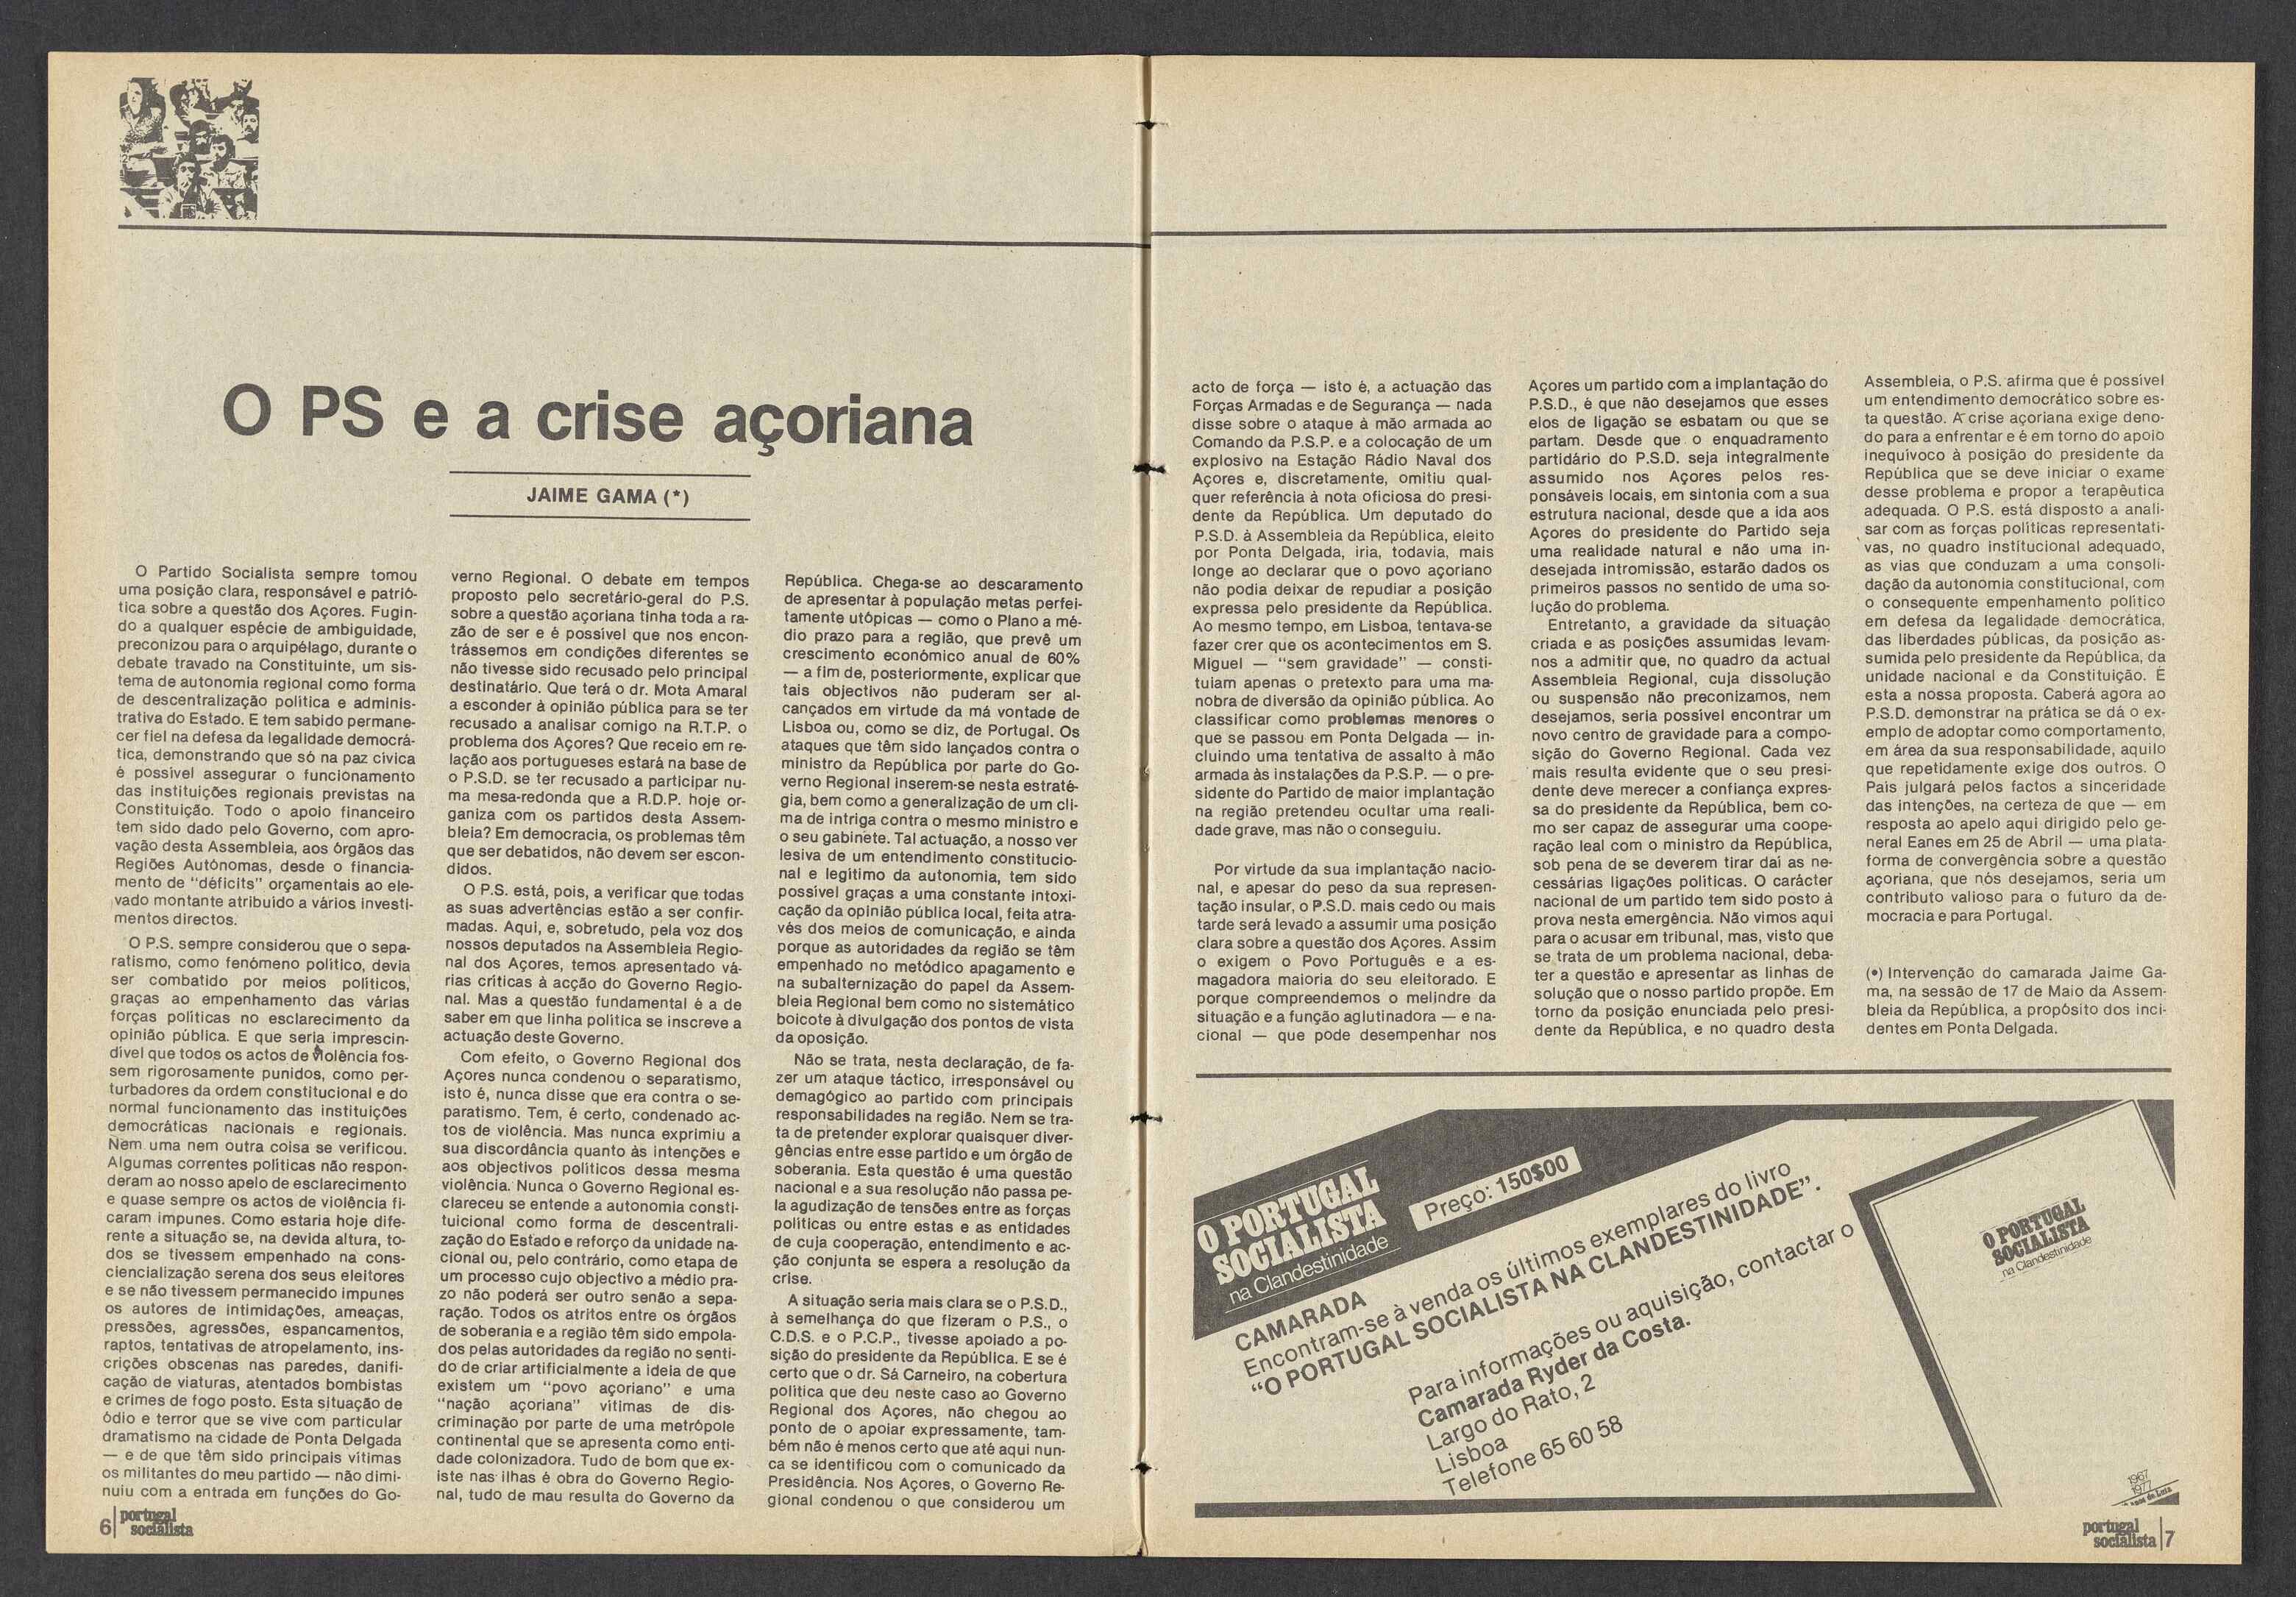 O PS e a crise açoriana
JAIME GAMA (*)
O Partido Socialista sempre tomou
uma posição clara, responsável e patrió-
tica sobre a questão dos Açores. Fugin-
do a qualquer espécie de ambiguidade,
preconizou para o arquipélago, durante o
debate travado na Constituinte, um sis-
tema de autonomia regional como forma
de descentralização política e adminis-
trativa do Estado. E tem sabido permane-
cer fiel na defesa da legalidade democrá-
tica, demonstrando que só na paz cívica
é possível assegurar o funcionamento
das instituições regionais previstas na
Constituição. Todo o apoio financeiro
tem sido dado pelo Governo, com apro-
vação desta Assembleia, aos órgãos das
Regiões Autónomas, desde o financia-
mento de "déficits" orçamentais ao ele-
vado montante atribuído a vários investi-
mentos directos.
O P.S. sempre considerou que o sepa-
ratismo, como fenómeno político, devia
ser combatido por meios políticos,
graças ao empenhamento das várias
forças políticas no esclarecimento da
opinião pública. E que seria imprescin-
dível que todos os actos de violência fos-
sem rigorosamente punidos, como per-
turbadores da ordem constitucional e do
normal funcionamento das instituições
democráticas nacionais e regionais.
Nem uma nem outra coisa se verificou.
Algumas correntes políticas não respon-
deram ao nosso apelo de esclarecimento
e quase sempre os actos de violência fi-
caram impunes. Como estaria hoje dife-
rente a situação se, na devida altura, to-
dos se tivessem empenhado na cons-
ciencialização serena dos seus eleitores
e se não tivessem permanecido impunes
os autores de intimidações, ameaças,
pressões, agressões, espancamentos,
raptos, tentativas de atropelamento, ins-
crições obscenas nas paredes, danifi-
cação de viaturas, atentados bombistas
e crimes de fogo posto. Esta situação de
ódio e terror que se vive com particular
dramatismo na cidade de Ponta Delgada
— e de que têm sido principais vítimas
os militantes do meu partido — não dimi-
nuiu com a entrada em funções do Go-
verno Regional. O debate em tempos
proposto pelo secretário-geral do P.S.
sobre a questão açoriana tinha toda a ra-
zão de ser e é possível que nos encon-
trássemos em condições diferentes se
não tivesse sido recusado pelo principal
destinatário. Que terá o dr. Mota Amaral
a esconder à opinião pública para se ter
recusado a analisar comigo na R.T.P. o
problema dos Açores? Que receio em re-
lação aos portugueses estará na base de
o P.S.D. se ter recusado a participar nu-
ma mesa-redonda que a R.D.P. hoje or-
ganiza com os partidos desta Assem-
bleia? Em democracia, os problemas têm
que ser debatidos, não devem ser escon-
didos.
O P.S. está, pois, a verificar que todas
as suas advertências estão a ser confir-
madas. Aqui, e, sobretudo, pela voz dos
nossos deputados na Assembleia Regio-
nal dos Açores, temos apresentado vá-
rias críticas à acção do Governo Regio-
nal. Mas a questão fundamental é a de
saber em que linha política se inscreve a
actuação deste Governo.
Com efeito, o Governo Regional dos
Açores nunca condenou o separatismo,
isto é, nunca disse que era contra o se-
paratismo. Tem, é certo, condenado ac-
tos de violência. Mas nunca exprimiu a
sua discordância quanto às intenções e
aos objectivos políticos dessa mesma
violência. Nunca o Governo Regional es-
clareceu se entende a autonomia consti-
tuicional como forma de descentrali-
zação do Estado e reforço da unidade na-
cional ou, pelo contrário, como etapa de
um processo cujo objectivo a médio pra-
zo não poderá ser outro senão a sepa-
ração. Todos os atritos entre os órgãos
de soberania e a região têm sido empola-
dos pelas autoridades da região no senti-
do de criar artificialmente a ideia de que
existem um "povo açoriano" e uma
"nação açoriana" vítimas de dis-
criminação por parte de uma metrópole
continental que se apresenta como enti-
dade colonizadora. Tudo de bom que ex-
iste nas ilhas é obra do Governo Regio-
nal, tudo de mau resulta do Governo da
República. Chega-se ao descaramento
de apresentar à população metas perfei-
tamente utópicas — como o Plano a mé-
dio prazo para a região, que prevê um
crescimento económico anual de 60%
— a fim de, posteriormente, explicar que
tais objectivos não puderam ser al-
cançados em virtude da má vontade de
Lisboa ou, como se diz, de Portugal. Os
ataques que têm sido lançados contra o
ministro da República por parte do Go-
verno Regional inserem-se nesta estraté-
gia, bem como a generalização de um cli-
ma de intriga contra o mesmo ministro e
o seu gabinete. Tal actuação, a nosso ver
lesiva de um entendimento constitucio-
nal e legítimo da autonomia, tem sido
possível graças a uma constante intoxi-
cação da opinião pública local, feita atra-
vés dos meios de comunicação, e ainda
porque as autoridades da região se têm
empenhado no metódico apagamento e
na subalternização do papel da Assem-
bleia Regional bem como no sistemático
boicote à divulgação dos pontos de vista
da oposição.
Não se trata, nesta declaração, de fa-
zer um ataque táctico, irresponsável ou
demagógico ao partido com principais
responsabilidades na região. Nem se tra-
ta de pretender explorar quaisquer diver-
gências entre esse partido e um órgão de
soberania. Esta questão é uma questão
nacional e a sua resolução não passa pe-
la agudização de tensões entre as forças
políticas ou entre estas e as entidades
de cuja cooperação, entendimento e ac-
ção conjunta se espera a resolução da
crise.
A situação seria mais clara se o P.S.D.,
à semelhança do que fizeram o P.S., o
C.D.S. e o P.C.P., tivesse apoiado a po-
sição do presidente da República. E se é
certo que o dr. Sá Carneiro, na cobertura
política que deu neste caso ao Governo
Regional dos Açores, não chegou ao
ponto de o apoiar expressamente, tam-
bém não é menos certo que até aqui nun-
ca se identificou com o comunicado da
Presidência. Nos Açores, o Governo Re-
gional condenou o que considerou um
6 portugal
socialista
acto de força — isto é, a actuação das
Forças Armadas e de Segurança — nada
disse sobre o ataque à mão armada ao
Comando da P.S.P. e a colocação de um
explosivo na Estação Rádio Naval dos
Açores e, discretamente, omitiu qual-
quer referência à nota oficiosa do presi-
dente da República. Um deputado do
P.S.D. à Assembleia da República, eleito
por Ponta Delgada, iria, todavia, mais
longe ao declarar que o povo açoriano
não podia deixar de repudiar a posição
expressa pelo presidente da República.
Ao mesmo tempo, em Lisboa, tentava-se
fazer crer que os acontecimentos em S.
Miguel — "sem gravidade" — consti-
tuiam apenas o pretexto para uma ma-
nobra de diversão da opinião pública. Ao
classificar como problemas menores o
que se passou em Ponta Delgada — in-
cluindo uma tentativa de assalto à mão
armada às instalações da P.S.P. — o pre-
sidente do Partido de maior implantação
na região pretendeu ocultar uma reali-
dade grave, mas não o conseguiu.
Por virtude da sua implantação nacio-
nal, e apesar do peso da sua represen-
tação insular, o P.S.D. mais cedo ou mais
tarde será levado a assumir uma posição
clara sobre a questão dos Açores. Assim
o exigem o Povo Português e a es-
magadora maioria do seu eleitorado. E
porque compreendemos o melindre da
situação e a função aglutinadora — e na-
cional — que pode desempenhar nos
Açores um partido com a implantação do
P.S.D., é que não desejamos que esses
elos de ligação se esbatam ou que se
partam. Desde que o enquadramento
partidário do P.S.D. seja integralmente
assumido nos Açores pelos res-
ponsáveis locais, em sintonia com a sua
estrutura nacional, desde que a ida aos
Açores do presidente do Partido seja
uma realidade natural e não uma in-
desejada intromissão, estarão dados os
primeiros passos no sentido de uma so-
lução do problema.
Entretanto, a gravidade da situação
criada e as posições assumidas levam-
nos a admitir que, no quadro da actual
Assembleia Regional, cuja dissolução
ou suspensão não preconizamos, nem
desejamos, seria possível encontrar um
novo centro de gravidade para a compo-
sição do Governo Regional. Cada vez
mais resulta evidente que o seu presi-
dente deve merecer a confiança expres-
sa do presidente da República, bem co-
mo ser capaz de assegurar uma coope-
ração leal com o ministro da República,
sob pena de se deverem tirar daí as ne-
cessárias ligações políticas. O carácter
nacional de um partido tem sido posto à
prova nesta emergência. Não vimos aqui
para o acusar em tribunal, mas, visto que
se trata de um problema nacional, deba-
ter a questão e apresentar as linhas de
solução que o nosso partido propõe. Em
torno da posição enunciada pelo presi-
dente da República, e no quadro desta
Assembleia, o P.S. afirma que é possível
um entendimento democrático sobre es-
ta questão. A crise açoriana exige deno-
do para a enfrentar e é em torno do apoio
inequívoco à posição do presidente da
República que se deve iniciar o exame
desse problema e propor a terapêutica
adequada. O P.S. está disposto a anali-
sar com as forças políticas representati-
vas, no quadro institucional adequado,
as vias que conduzam a uma consoli-
dação da autonomia constitucional, com
o consequente empenhamento político
em defesa da legalidade democrática,
das liberdades públicas, da posição as-
sumida pelo presidente da República, da
unidade nacional e da Constituição. É
esta a nossa proposta. Caberá agora ao
P.S.D. demonstrar na prática se dá o ex-
emplo de adoptar como comportamento,
em área da sua responsabilidade, aquilo
que repetidamente exige dos outros. O
País julgará pelos factos a sinceridade
das intenções, na certeza de que — em
resposta ao apelo aqui dirigido pelo ge-
neral Eanes em 25 de Abril — uma plata-
forma de convergência sobre a questão
açoriana, que nós desejamos, seria um
contributo valioso para o futuro da de-
mocracia e para Portugal.
(•) Intervenção do camarada Jaime Ga-
ma, na sessão de 17 de Maio da Assem-
bleia da República, a propósito dos inci-
dentes em Ponta Delgada.
O PORTUGAL
SOCIALISTA
na Clandestinidade
Preço: 150$00
CAMARADA
Encontram-se à venda os últimos exemplares do livro
"O PORTUGAL SOCIALISTA NA CLANDESTINIDADE".
Para informações ou aquisição, contactar o
Camarada Ryder da Costa.
Largo do Rato, 2
Lisboa
Telefone 65 60 58
O PORTUGAL
SOCIALISTA
na Clandestinidade
1967
1977
anos de Luta
portugal
socialista 7